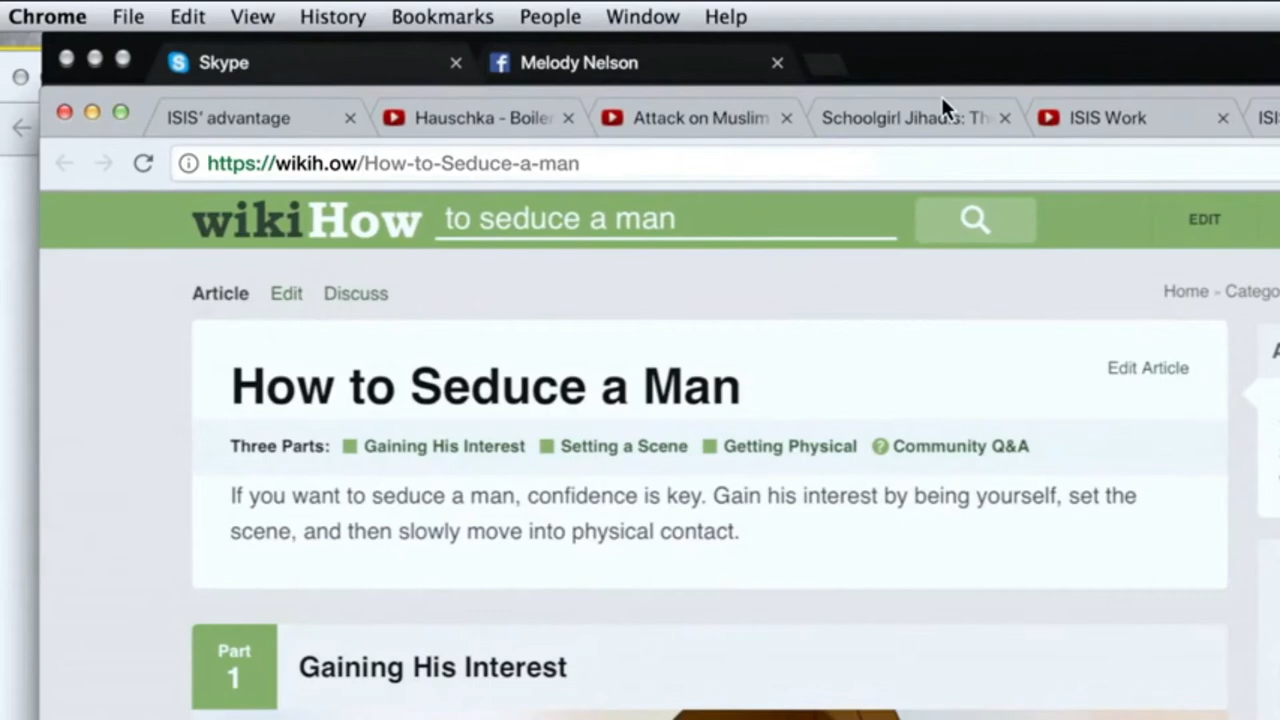 Chrome File Edit View History Bookmarks People Window Help
Skype Melody Nelson
ISIS' advantage Hauschka - Boiler Attack on Muslim Schoolgirl Jihadis: Th ISIS Work ISI
https://wikih.ow/How-to-Seduce-a-man
wikiHow to seduce a man EDIT
Article Edit Discuss Home - Catego
How to Seduce a Man Edit Article
Three Parts: Gaining His Interest Setting a Scene Getting Physical ? Community Q&A
If you want to seduce a man, confidence is key. Gain his interest by being yourself, set the
scene, and then slowly move into physical contact.
Part
1
Gaining His Interest